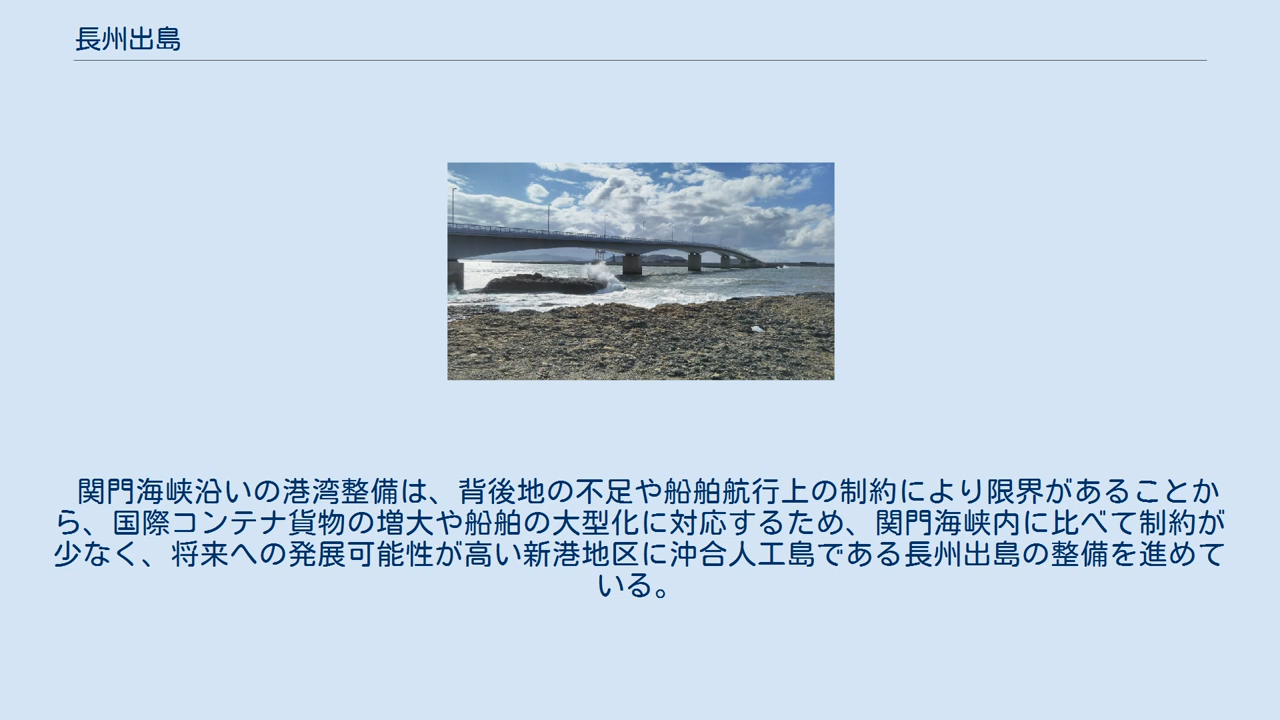 長州出島
関門海峡沿いの港湾整備は、背後地の不足や船舶航行上の制約により限界があることか
ら、国際コンテナ貨物の増大や船舶の大型化に対応するため、関門海峡内に比べて制約が
少なく、将来への発展可能性が高い新港地区に沖合人工島である長州出島の整備を進めて
いる。